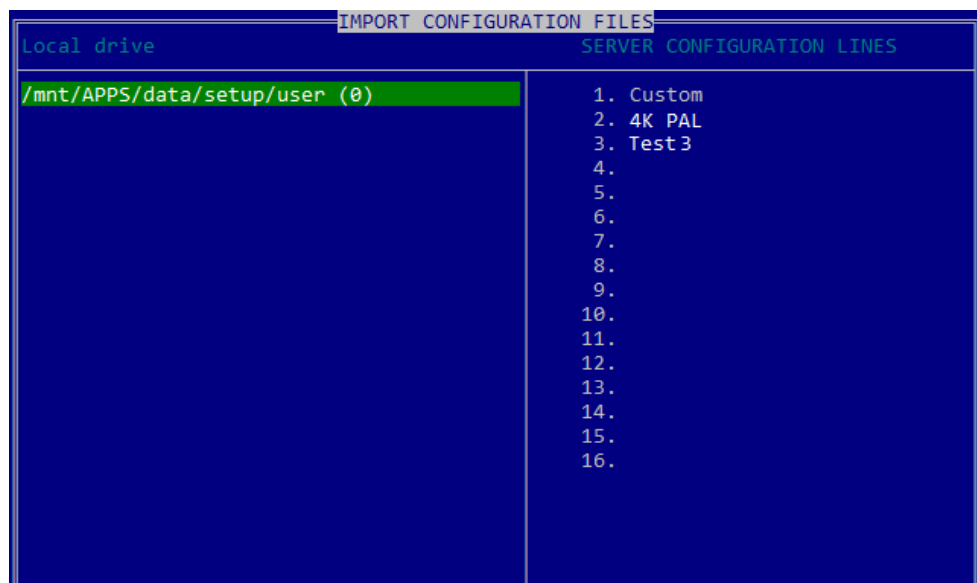 IMPORT CONFIGURATION FILES
Local drive
SERVER CONFIGURATION LINES
/mnt/APPS/data/setup/user (0)
1. Custom
2. 4K PAL
3. Test3
4.
5.
6.
7.
8.
9.
10.
11.
12.
13.
14.
15.
16.